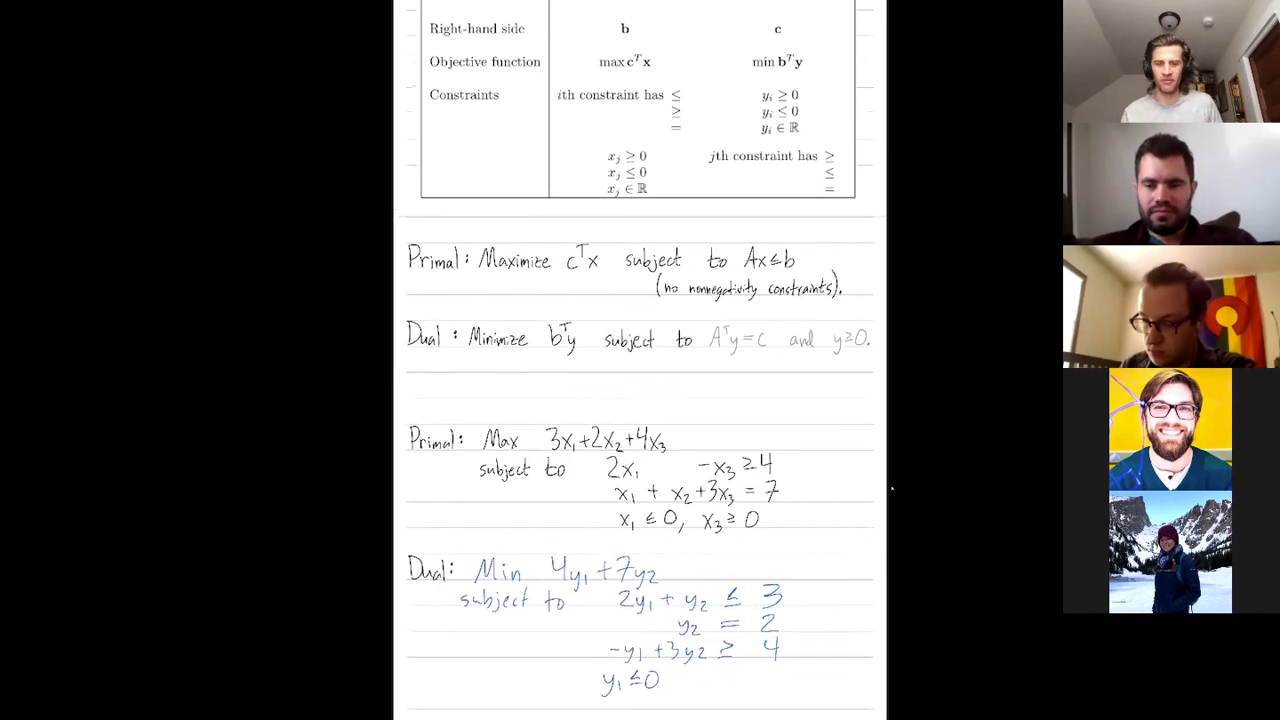 Right-hand side b c
Objective function max cᵀx min bᵀy
Constraints ith constraint has ≤ yᵢ ≥ 0
≥ yᵢ ≤ 0
= yᵢ ∈ ℝ
xⱼ ≥ 0 jth constraint has ≥
xⱼ ≤ 0 ≤
xⱼ ∈ ℝ =
Primal: Maximize cᵀx subject to Ax≤b
(no nonnegativity constraints).
Dual: Minimize bᵀy subject to Aᵀy=c and y≥0.
Primal: Max 3x₁+2x₂+4x₃
subject to 2x₁ -x₃ ≥4
x₁ + x₂+3x₃ = 7
x₁ ≤ 0, x₃ ≥ 0
Dual: Min 4y₁+7y₂
subject to 2y₁ + y₂ ≤ 3
y₂ = 2
-y₁ +3y₂ ≥ 4
y₁ ≤0